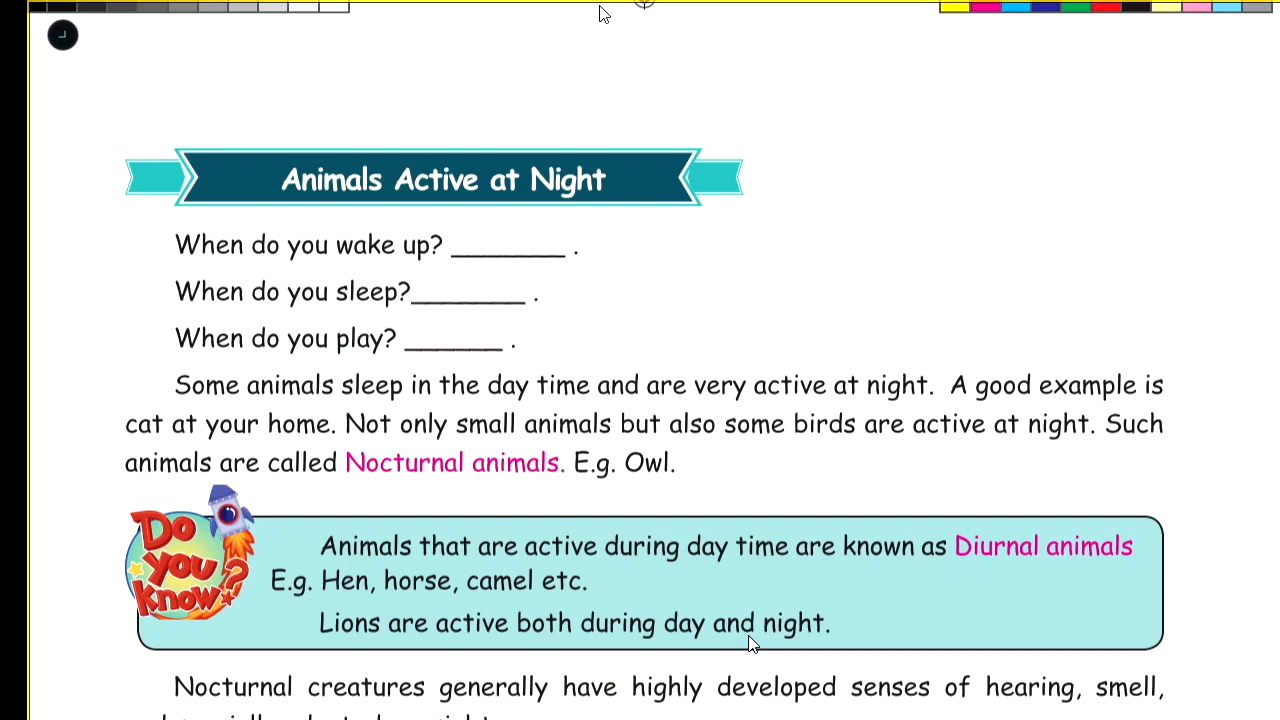 Animals Active at Night
When do you wake up? ________ .
When do you sleep?________ .
When do you play? _______ .
Some animals sleep in the day time and are very active at night. A good example is
cat at your home. Not only small animals but also some birds are active at night. Such
animals are called Nocturnal animals. E.g. Owl.
Do you know?
Animals that are active during day time are known as Diurnal animals
E.g. Hen, horse, camel etc.
Lions are active both during day and night.
Nocturnal creatures generally have highly developed senses of hearing, smell,